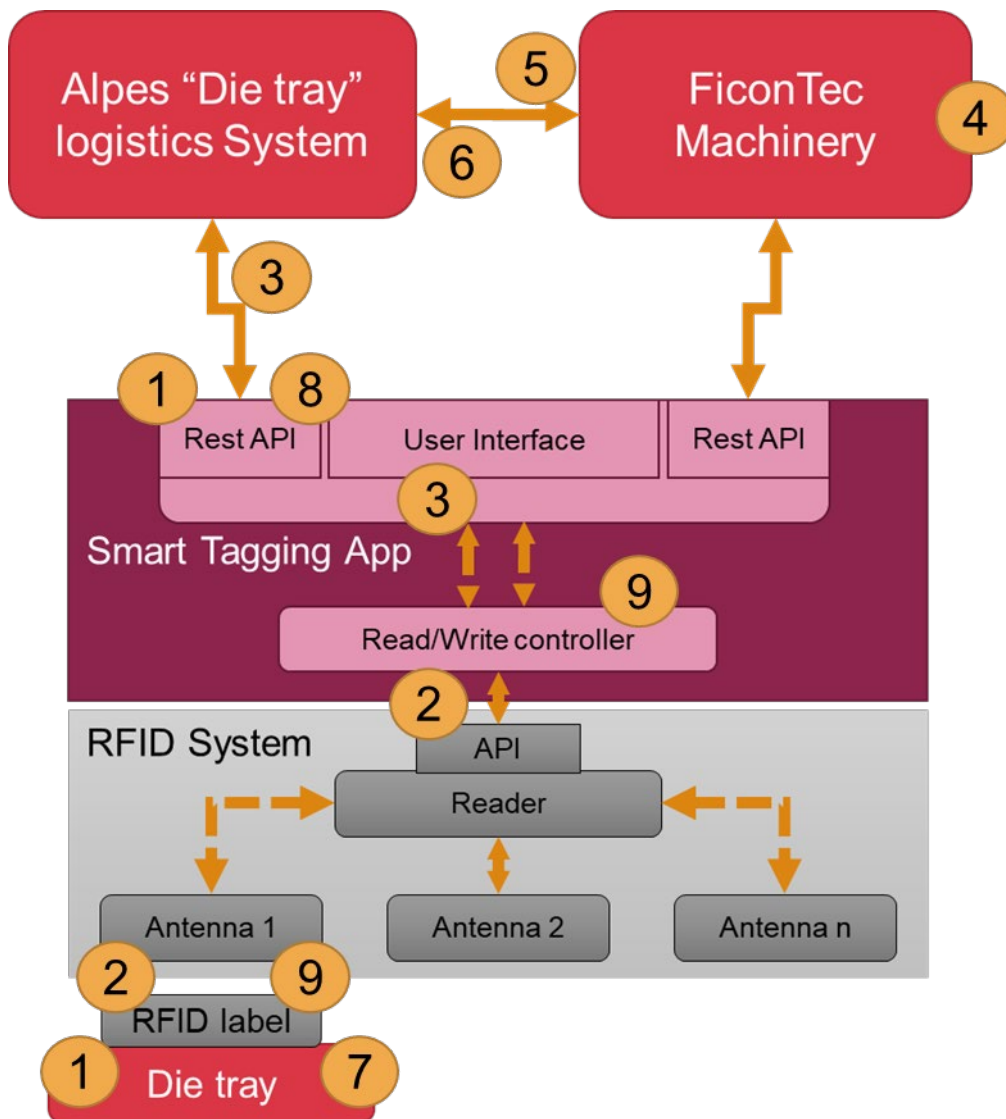 Alpes “Die tray”
logistics System
5
6
FiconTec
Machinery
4
3
1
8
Rest API
User Interface
Rest API
3
Smart Tagging App
9
Read/Write controller
2
RFID System
API
Reader
Antenna 1
Antenna 2
Antenna n
2
9
RFID label
1
Die tray
7